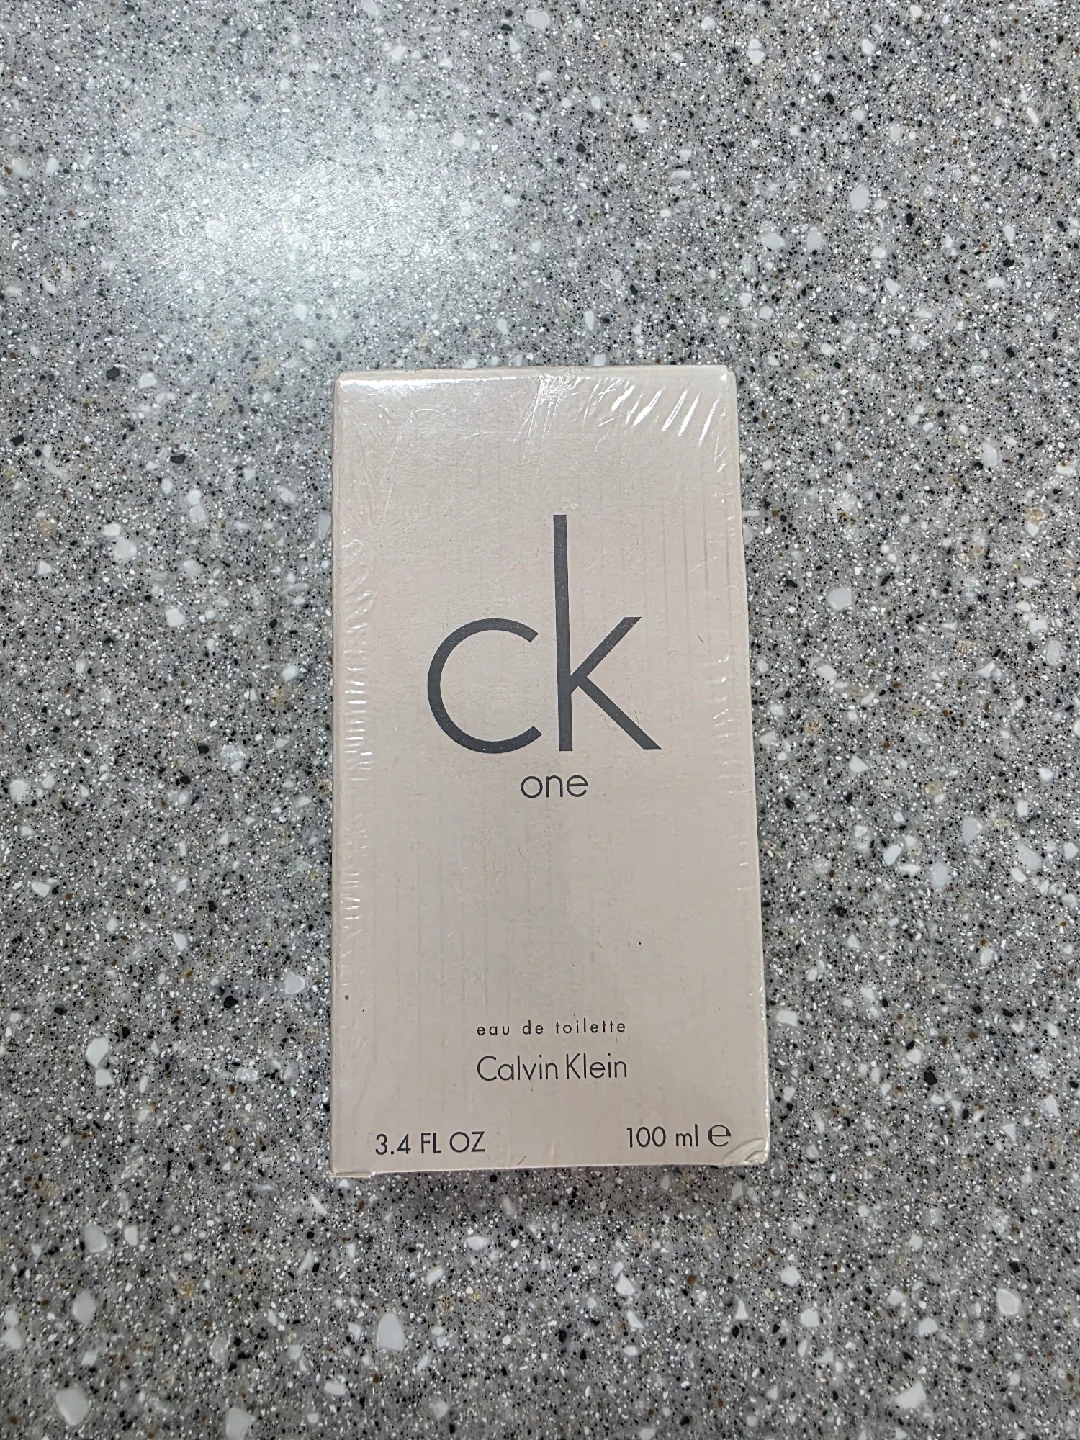 ck
one
eau de toilette
Calvin Klein
3.4 FL OZ 100 ml ℮